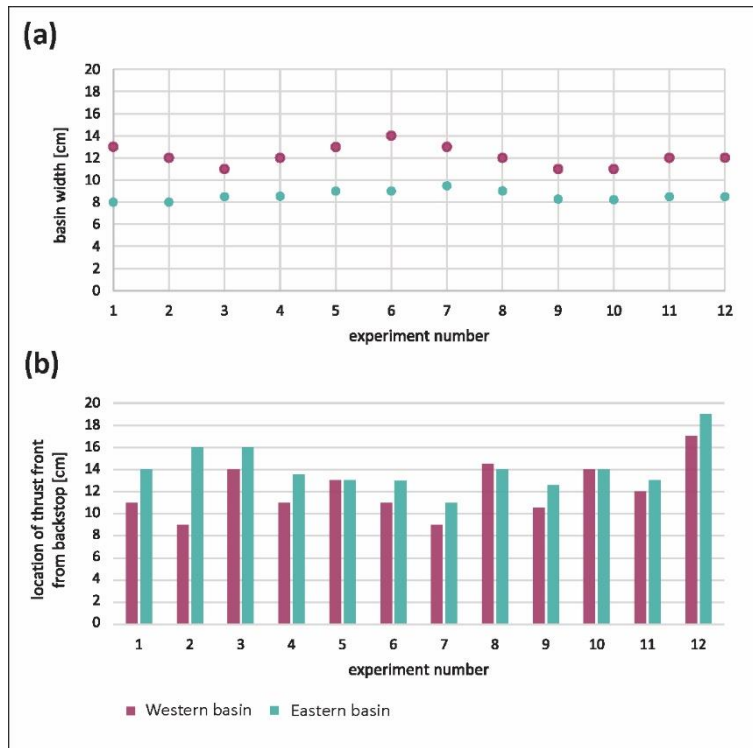 (a)
20
18
16
14
12
10
8
6
4
2
0
basin width [cm]
1 2 3 4 5 6 7 8 9 10 11 12
experiment number
(b)
20
18
16
14
12
10
8
6
4
2
0
location of thrust front
from backstop [cm]
1 2 3 4 5 6 7 8 9 10 11 12
experiment number
Western basin Eastern basin